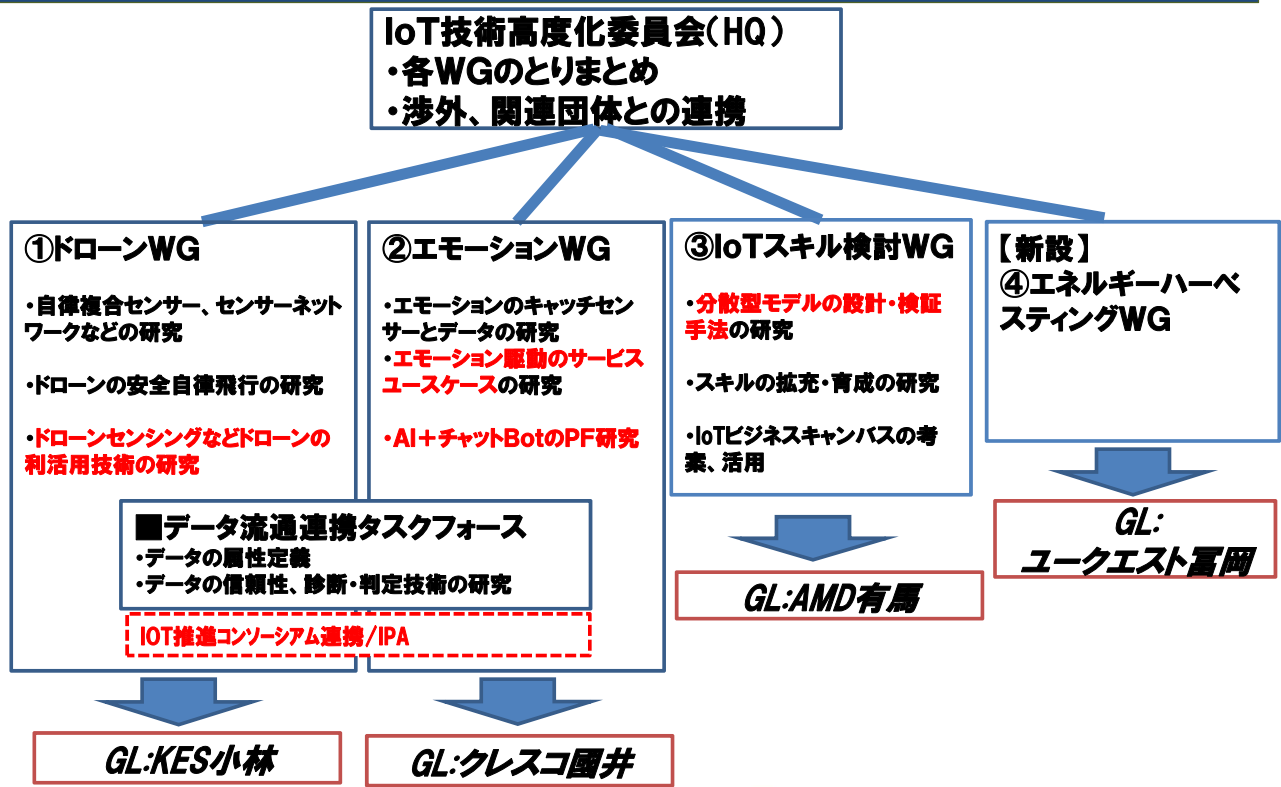 IoT技術高度化委員会(HQ)
・各WGのとりまとめ
・渉外、関連団体との連携
①ドローンWG
・自律複合センサー、センサーネット
ワークなどの研究
・ドローンの安全自律飛行の研究
・ドローンセンシングなどドローンの
利活用技術の研究
②エモーションWG
・エモーションのキャッチセン
サーとデータの研究
・エモーション駆動のサービス
ユースケースの研究
・AI＋チャットBotのPF研究
■データ流通連携タスクフォース
・データの属性定義
・データの信頼性、診断・判定技術の研究
IOT推進コンソーシアム連携/IPA
③IoTスキル検討WG
・分散型モデルの設計・検証
手法の研究
・スキルの拡充・育成の研究
・IoTビジネスキャンバスの考
案、活用
【新設】
④エネルギーハーベ
スティングWG
GL:KES小林
GL:クレスコ國井
GL:AMD有馬
GL:
ユークエスト冨岡